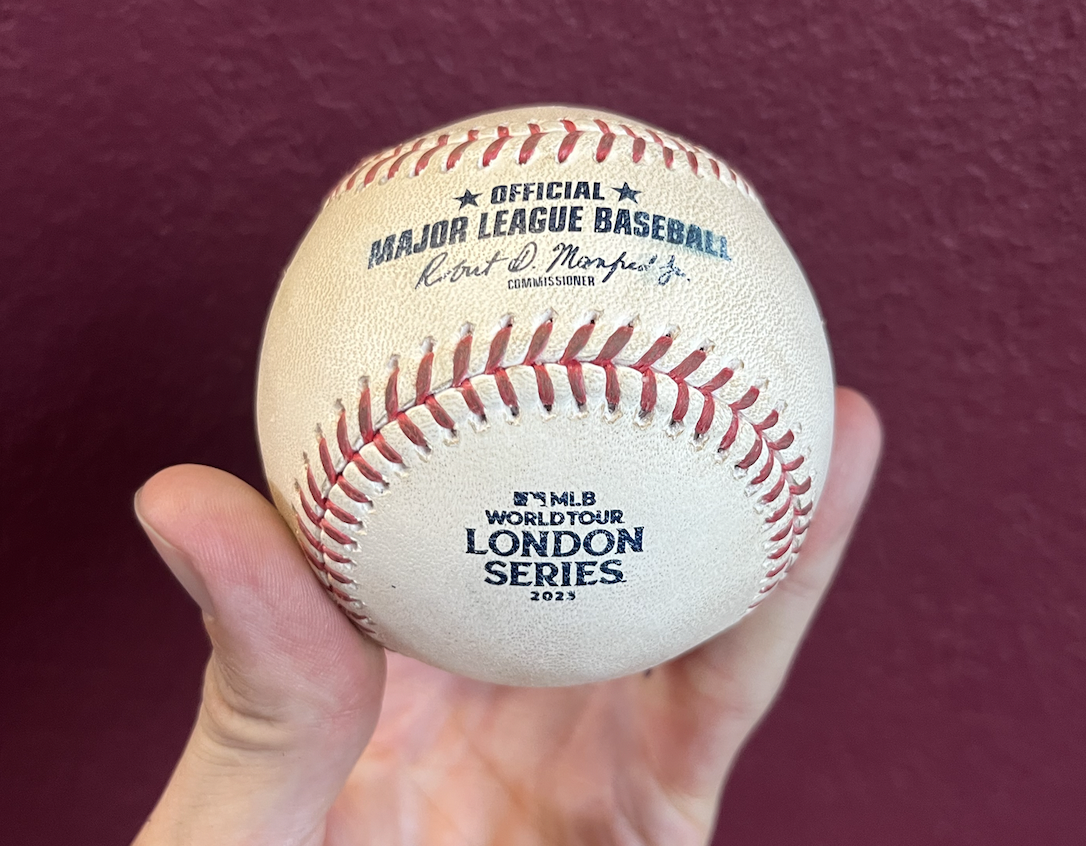 ★ OFFICIAL ★
MAJOR LEAGUE BASEBALL
Robert D. Manfred Jr.
COMMISSIONER
MLB
WORLD TOUR
LONDON
SERIES
2023